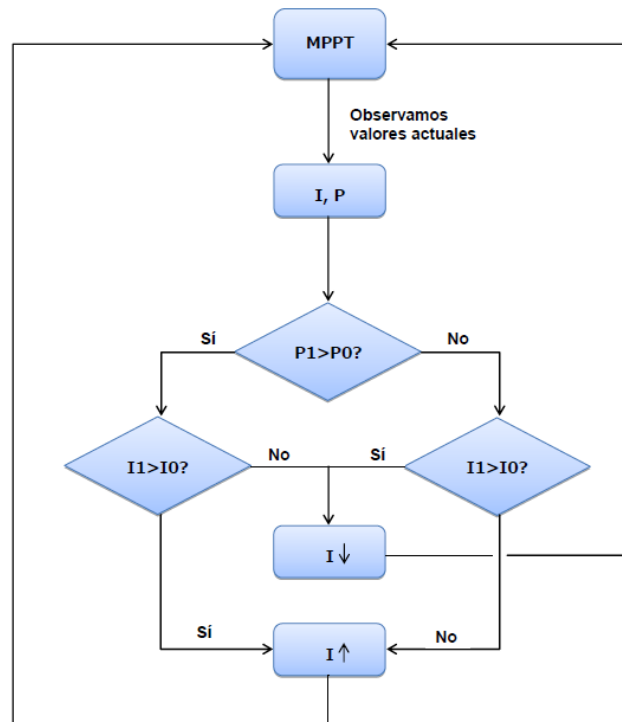 MPPT
Observamos
valores actuales
I, P
Sí
P1>P0?
No
I1>I0?
No
Sí
I1>I0?
I ↓
Sí
I ↑
No